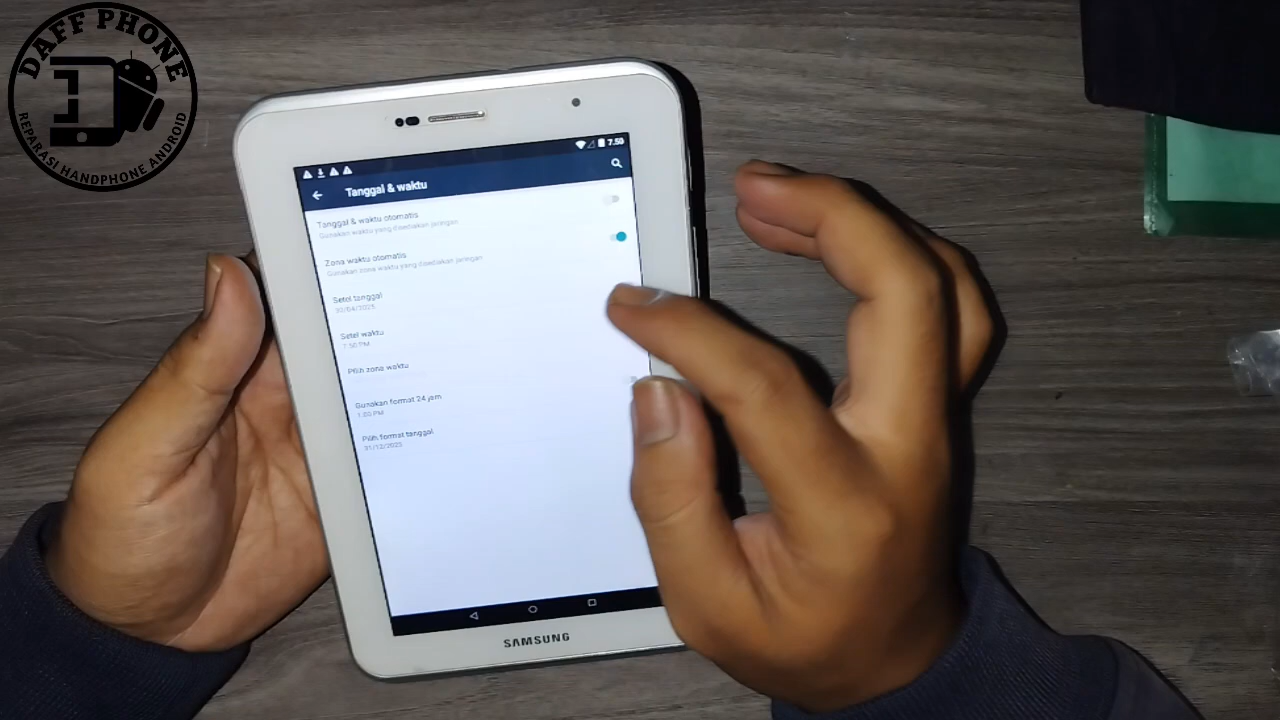 DAFF PHONE
REPARASI HANDPHONE ANDROID
7.50
Tanggal & waktu
Tanggal & waktu otomatis
Gunakan waktu yang disediakan jaringan
Zona waktu otomatis
Gunakan zona waktu yang disediakan jaringan
Setel tanggal
30/04/2025
Setel waktu
7.50 PM
Pilih zona waktu
Gunakan format 24 jam
1.00 PM
Pilih format tanggal
31/12/2025
SAMSUNG